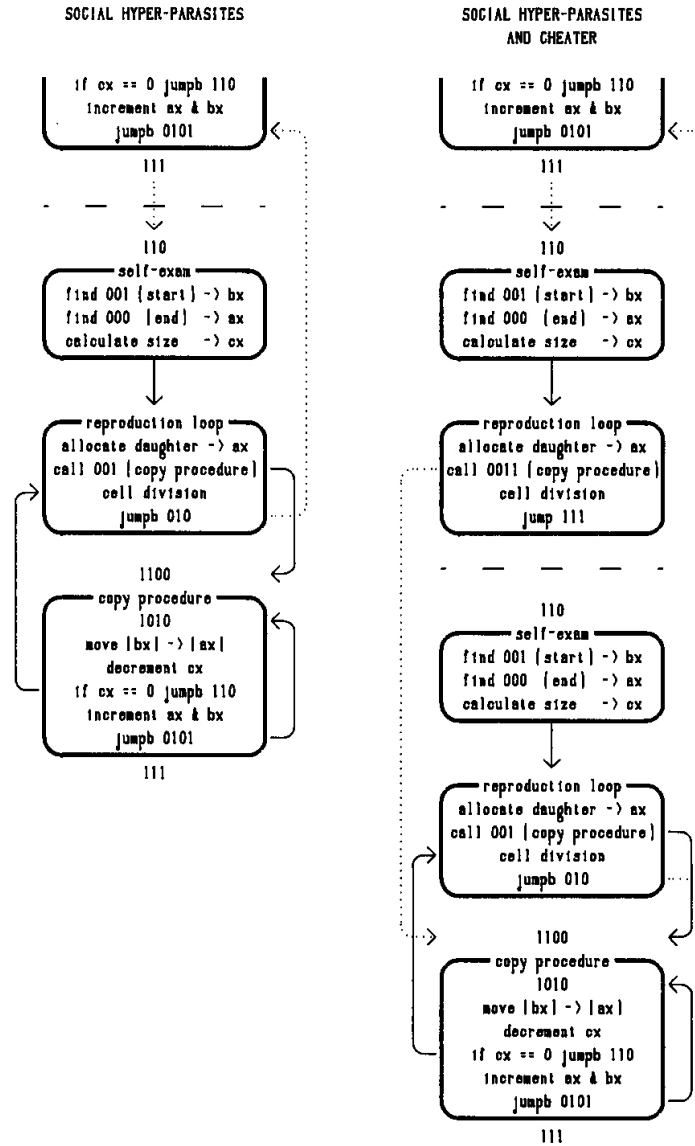 SOCIAL HYPER-PARASITES
if cx == 0 jumpb 110
increment ax & bx
jumpb 0101
111
110
self-exam
find 001 [start] -> bx
find 000 [end] -> ax
calculate size -> cx
reproduction loop
allocate daughter -> ax
call 001 [copy procedure]
cell division
jumpb 010
1100
copy procedure
1010
move [bx] -> [ax]
decrement cx
if cx == 0 jumpb 110
increment ax & bx
jumpb 0101
111
SOCIAL HYPER-PARASITES
AND CHEATER
if cx == 0 jumpb 110
increment ax & bx
jumpb 0101
111
110
self-exam
find 001 [start] -> bx
find 000 [end] -> ax
calculate size -> cx
reproduction loop
allocate daughter -> ax
call 0011 [copy procedure]
cell division
jump 111
110
self-exam
find 001 [start] -> bx
find 000 [end] -> ax
calculate size -> cx
reproduction loop
allocate daughter -> ax
call 001 [copy procedure]
cell division
jumpb 010
1100
copy procedure
1010
move [bx] -> [ax]
decrement cx
if cx == 0 jumpb 110
increment ax & bx
jumpb 0101
111